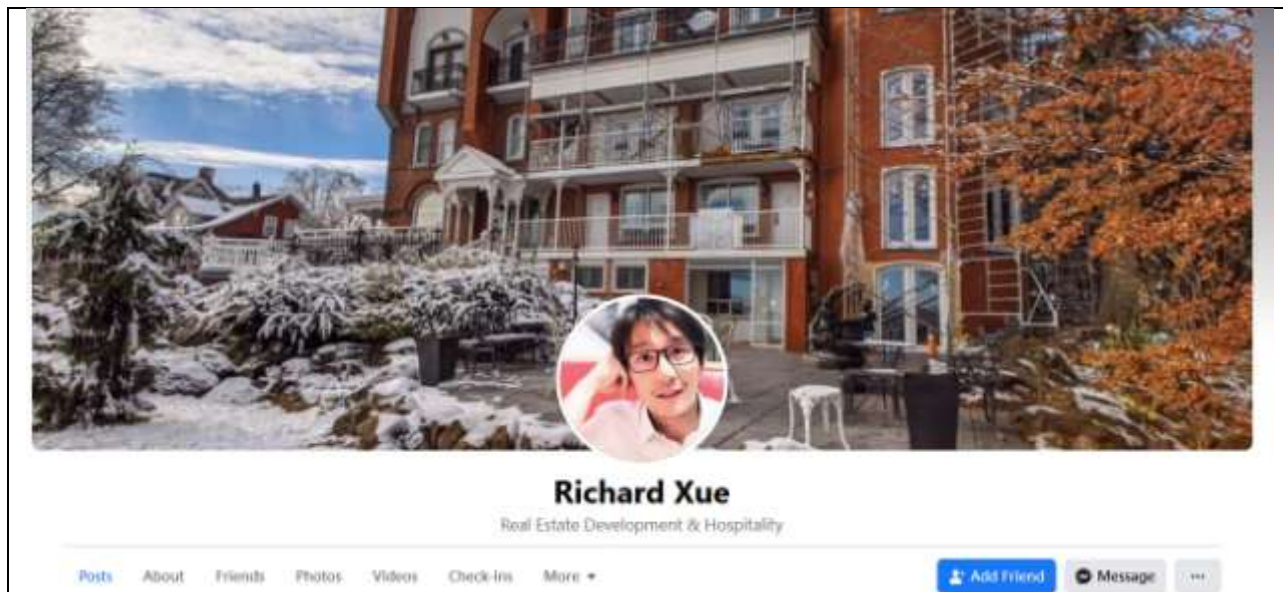 Richard Xue
Real Estate Development & Hospitality
Posts About Friends Photos Videos Check-Ins More
Add Friend Message